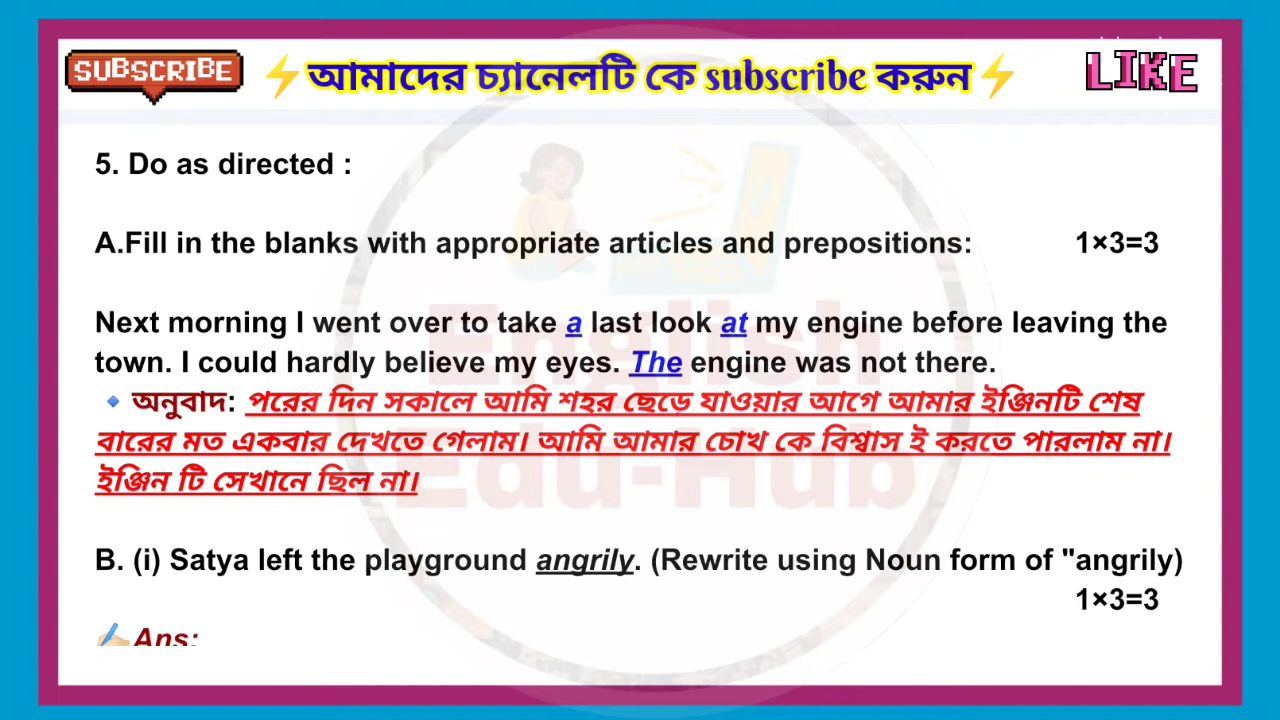 SUBSCRIBE ⚡আমাদের চ্যানেলটি কে subscribe করুন⚡ LIKE
5. Do as directed :
A.Fill in the blanks with appropriate articles and prepositions: 1×3=3
Next morning I went over to take a last look at my engine before leaving the
town. I could hardly believe my eyes. The engine was not there.
🔹অনুবাদ: পরের দিন সকালে আমি শহর ছেড়ে যাওয়ার আগে আমার ইঞ্জিনটি শেষ
বারের মত একবার দেখতে গেলাম। আমি আমার চোখ কে বিশ্বাস ই করতে পারলাম না।
ইঞ্জিন টি সেখানে ছিল না।
B. (i) Satya left the playground angrily. (Rewrite using Noun form of "angrily)
1×3=3
✍🏻Ans:
English
Edu-Hub